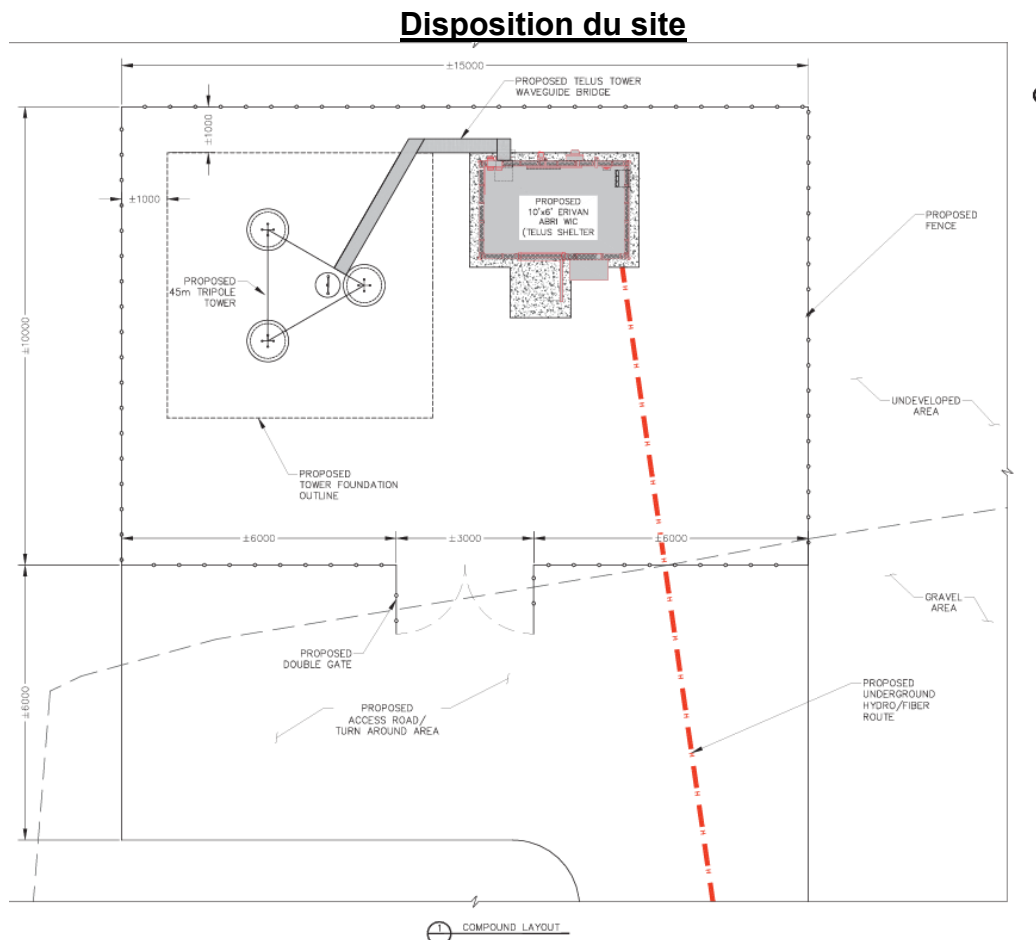 Disposition du site
±15000
PROPOSED TELUS TOWER
WAVEGUIDE BRIDGE
±1000
±1000
PROPOSED
10'x6' ERIVAN
ABRI WIC
(TELUS SHELTER
PROPOSED
FENCE
PROPOSED
45m TRIPOLE
TOWER
±10000
UNDEVELOPED
AREA
PROPOSED
TOWER FOUNDATION
OUTLINE
±6000
±3000
±6000
GRAVEL
AREA
PROPOSED
DOUBLE GATE
±6000
PROPOSED
ACCESS ROAD/
TURN AROUND AREA
PROPOSED
UNDERGROUND
HYDRO/FIBER
ROUTE
H H H H H H H H H H H H H H H H
1 COMPOUND LAYOUT